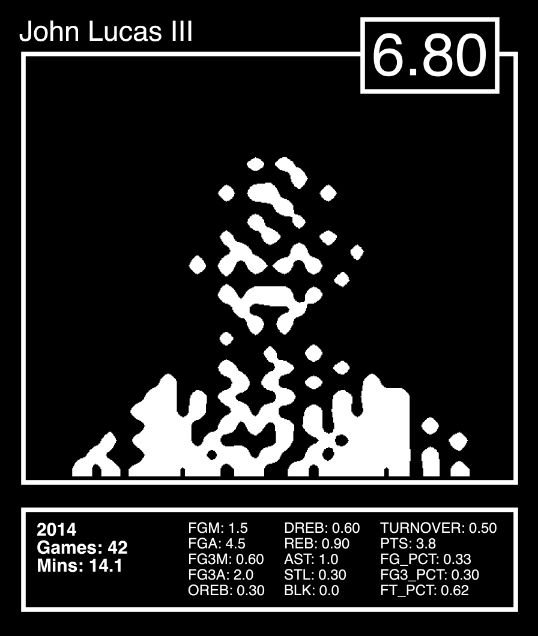 John Lucas III
6.80
2014
Games: 42
Mins: 14.1
FGM: 1.5
FGA: 4.5
FG3M: 0.60
FG3A: 2.0
OREB: 0.30
DREB: 0.60
REB: 0.90
AST: 1.0
STL: 0.30
BLK: 0.0
TURNOVER: 0.50
PTS: 3.8
FG_PCT: 0.33
FG3_PCT: 0.30
FT_PCT: 0.62